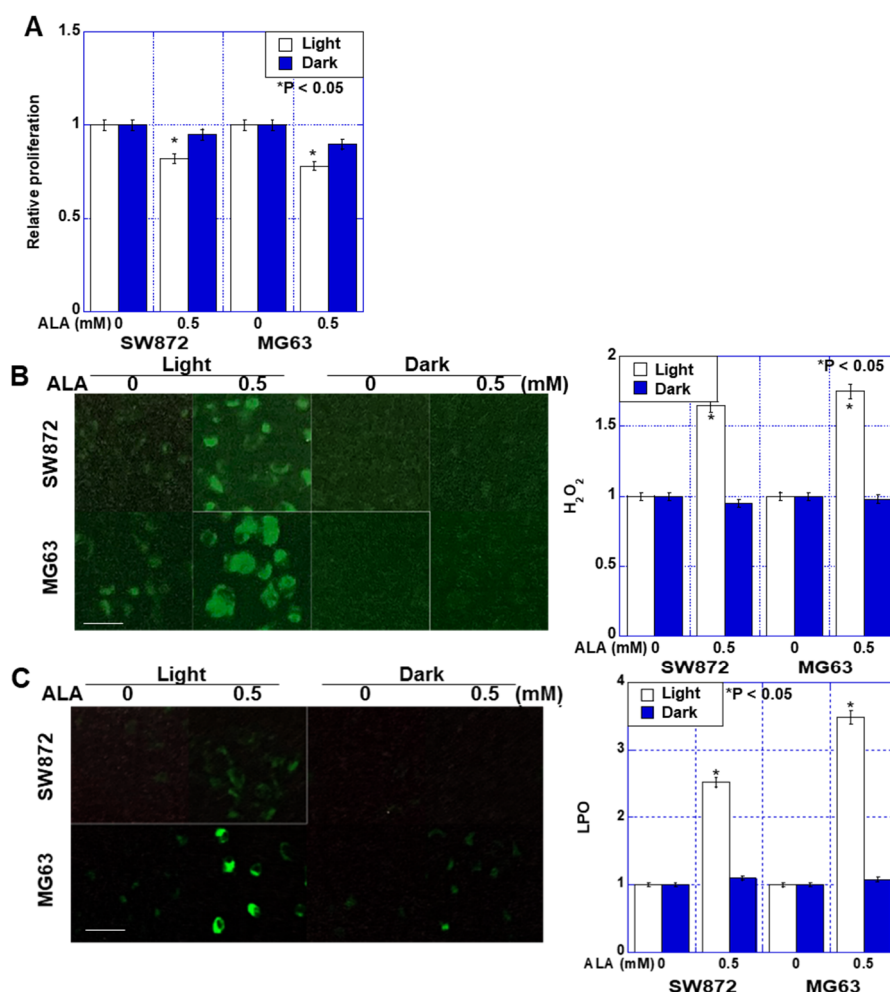 A
1.5
Light
Dark
*P < 0.05
1
*
*
Relative proliferation
0.5
0
ALA (mM) 0 0.5 0 0.5
SW872 MG63
B
Light Dark
ALA 0 0.5 0 0.5 (mM)
SW872
MG63
2
Light
Dark
*P < 0.05
*
*
1.5
H2O2
1
0.5
0
ALA (mM) 0 0.5 0 0.5
SW872 MG63
C
Light Dark
ALA 0 0.5 0 0.5 (mM)
SW872
MG63
4
Light
Dark
*P < 0.05
*
*
3
LPO
2
1
0
ALA (mM) 0 0.5 0 0.5
SW872 MG63